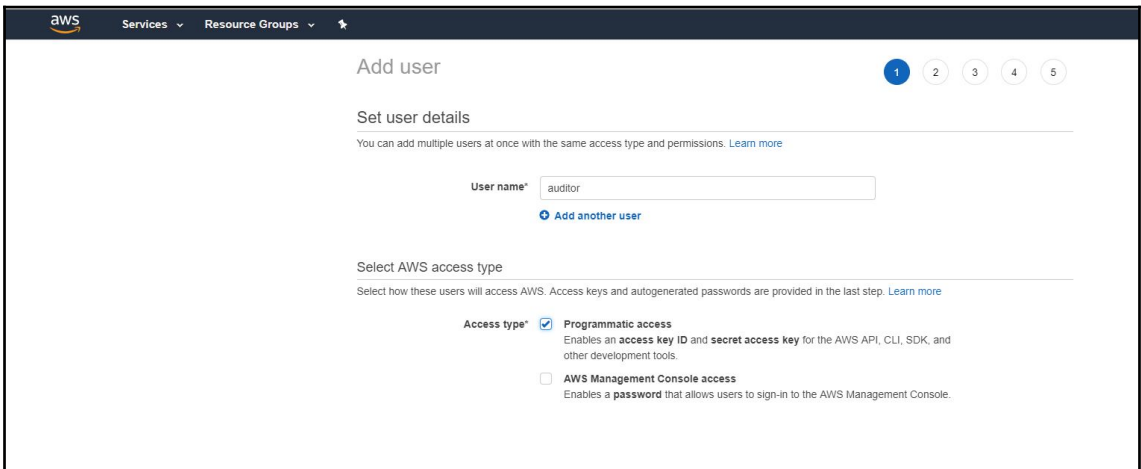 aws Services Resource Groups
Add user
1 2 3 4 5
Set user details
You can add multiple users at once with the same access type and permissions. Learn more
User name* auditor
Add another user
Select AWS access type
Select how these users will access AWS. Access keys and autogenerated passwords are provided in the last step. Learn more
Access type* Programmatic access
Enables an access key ID and secret access key for the AWS API, CLI, SDK, and
other development tools.
AWS Management Console access
Enables a password that allows users to sign-in to the AWS Management Console.